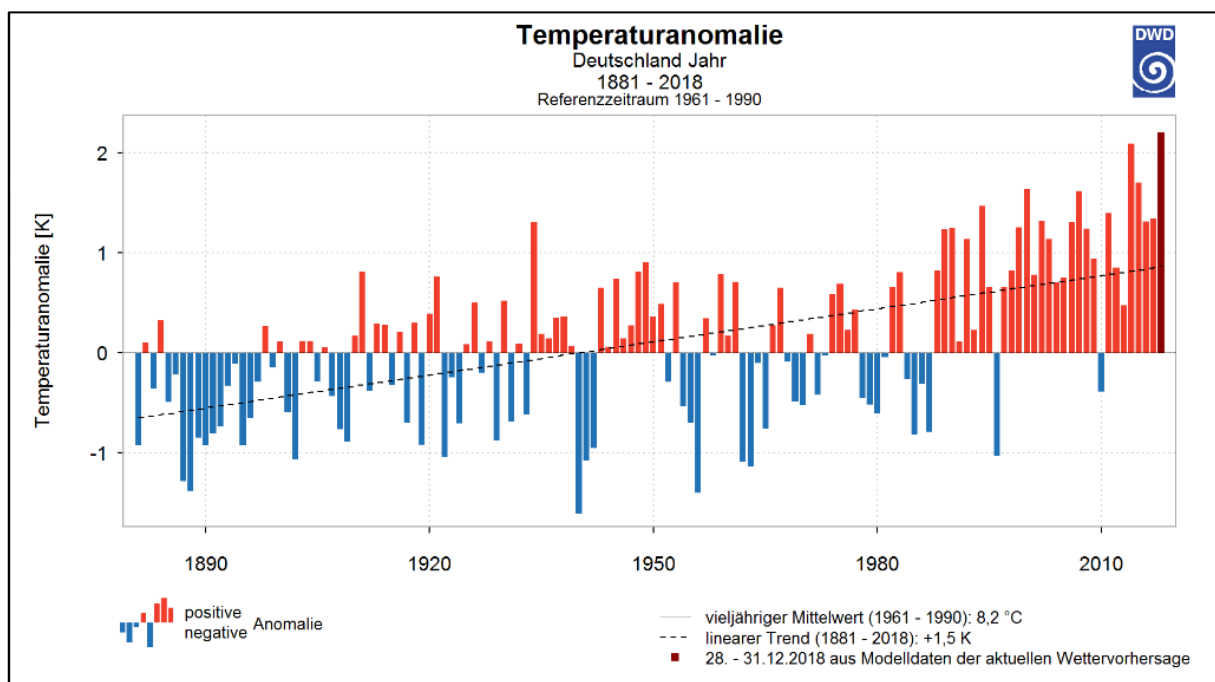 Temperaturanomalie
Deutschland Jahr
1881 - 2018
Referenzzeitraum 1961 - 1990
DWD
Temperaturanomalie [K]
2
1
0
-1
1890
1920
1950
1980
2010
positive
negative
Anomalie
vieljähriger Mittelwert (1961 - 1990): 8,2 °C
linearer Trend (1881 - 2018): +1,5 K
28. - 31.12.2018 aus Modelldaten der aktuellen Wettervorhersage